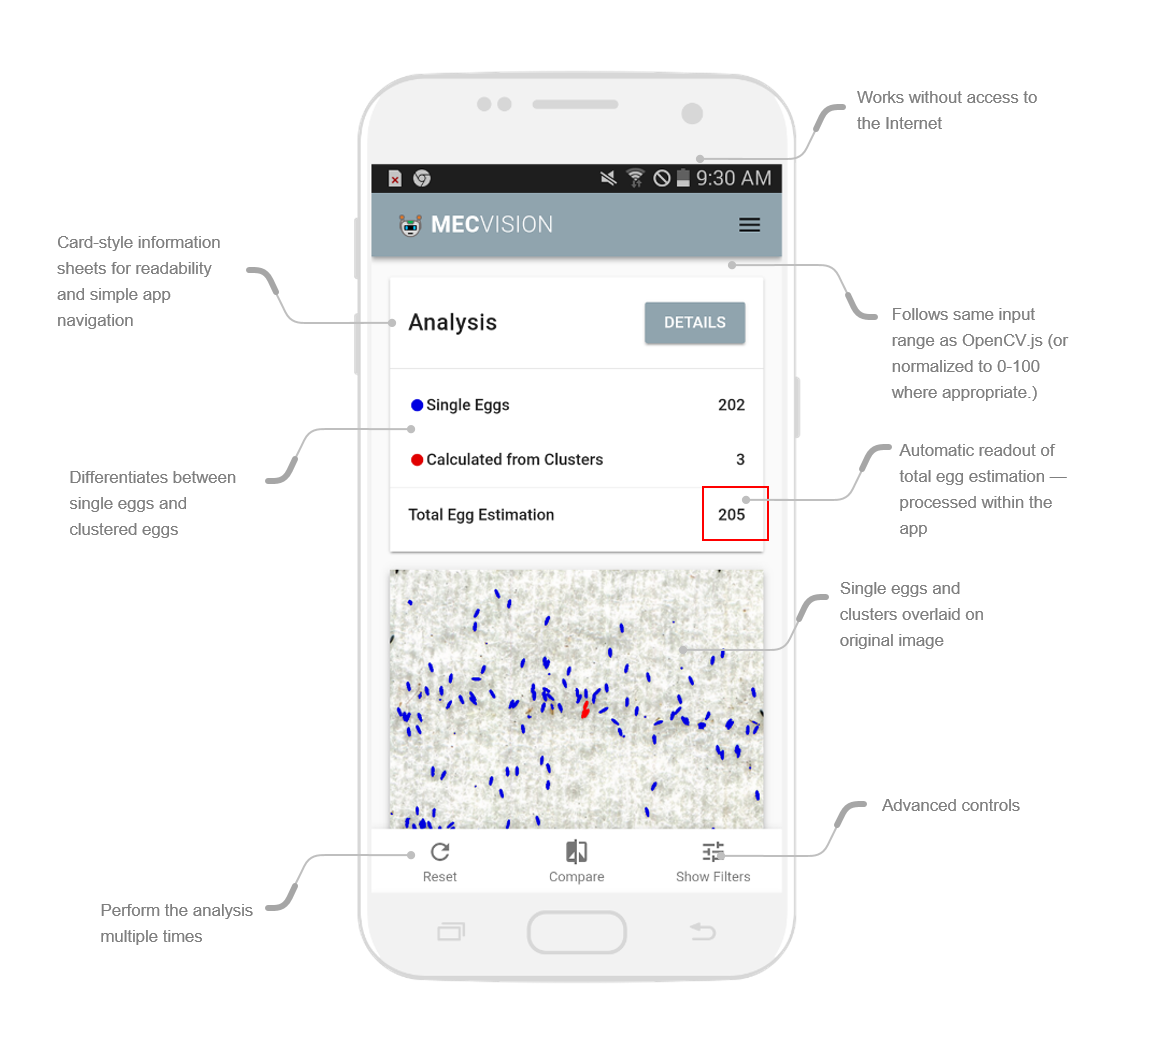 Works without access to
the Internet
9:30 AM
MECVISION
Card-style information
sheets for readability
and simple app
navigation
Analysis
DETAILS
Follows same input
range as OpenCV.js (or
normalized to 0-100
where appropriate.)
Single Eggs 202
Calculated from Clusters 3
Total Egg Estimation 205
Differentiates between
single eggs and
clustered eggs
Automatic readout of
total egg estimation —
processed within the
app
Single eggs and
clusters overlaid on
original image
Advanced controls
Reset
Compare
Show Filters
Perform the analysis
multiple times